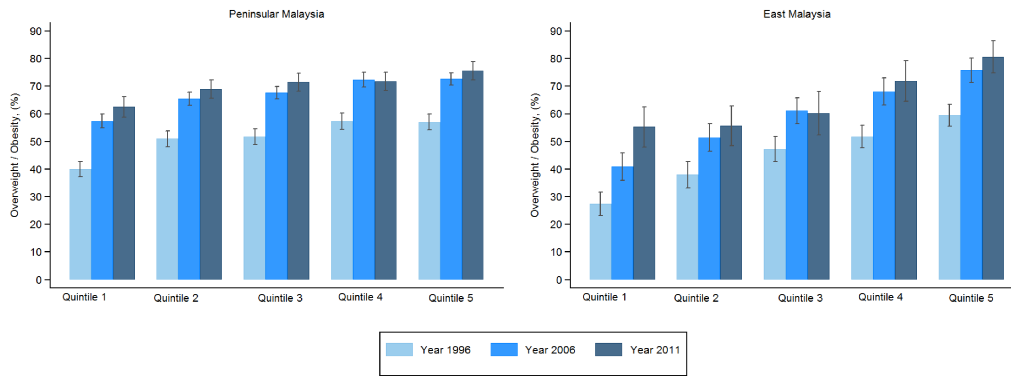 Peninsular Malaysia
Overweight / Obesity, (%)
90
80
70
60
50
40
30
20
10
0
Quintile 1 Quintile 2 Quintile 3 Quintile 4 Quintile 5
East Malaysia
Overweight / Obesity, (%)
90
80
70
60
50
40
30
20
10
0
Quintile 1 Quintile 2 Quintile 3 Quintile 4 Quintile 5
Year 1996 Year 2006 Year 2011